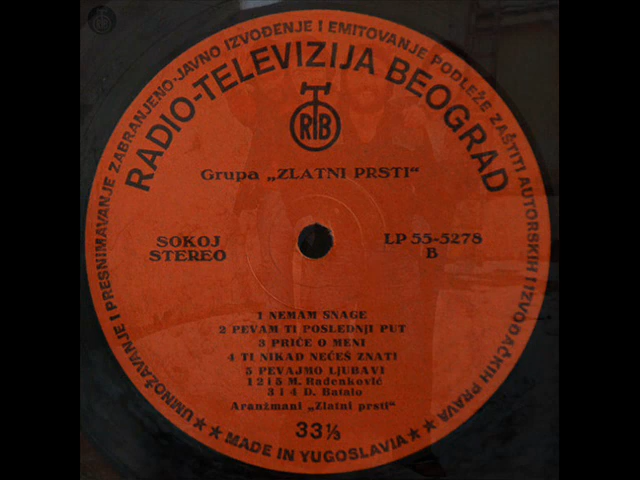 UMNOŽAVANJE I PRESNIMAVANJE ZABRANJENO · JAVNO IZVOĐENJE I EMITOVANJE PODLEŽE ZAŠTITI AUTORSKIH I IZVOĐAČKIH PRAVA
RADIO-TELEVIZIJA BEOGRAD
RTB
Grupa „ZLATNI PRSTI“
SOKOJ
STEREO
LP 55-5278
B
1 NEMAM SNAGE
2 PEVAM TI POSLEDNJI PUT
3 PRIČE O MENI
4 TI NIKAD NEĆEŠ ZNATI
5 PEVAJMO LJUBAVI
1 2 i 5 M. Radenković
3 i 4 D. Batalo
Aranžmani „Zlatni prsti“
33⅓
★★★ MADE IN YUGOSLAVIA ★★★